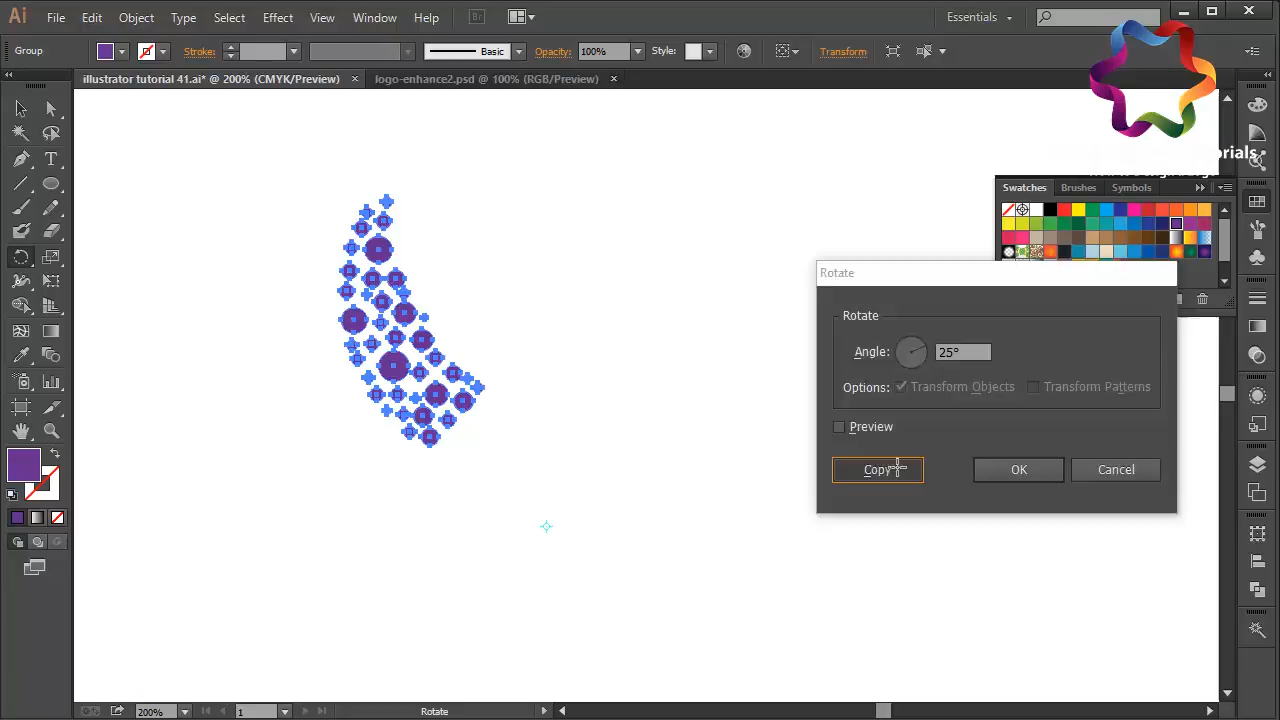 Ai File Edit Object Type Select Effect View Window Help Br Essentials
Group Stroke: Basic Opacity: 100% Style: Transform
illustrator tutorial 41.ai* @ 200% (CMYK/Preview) × logo-enhance2.psd @ 100% (RGB/Preview) ×
Swatches Brushes Symbols
Rotate
Rotate
Angle: 25°
Options: Transform Objects Transform Patterns
Preview
Copy OK Cancel
200% 1 Rotate